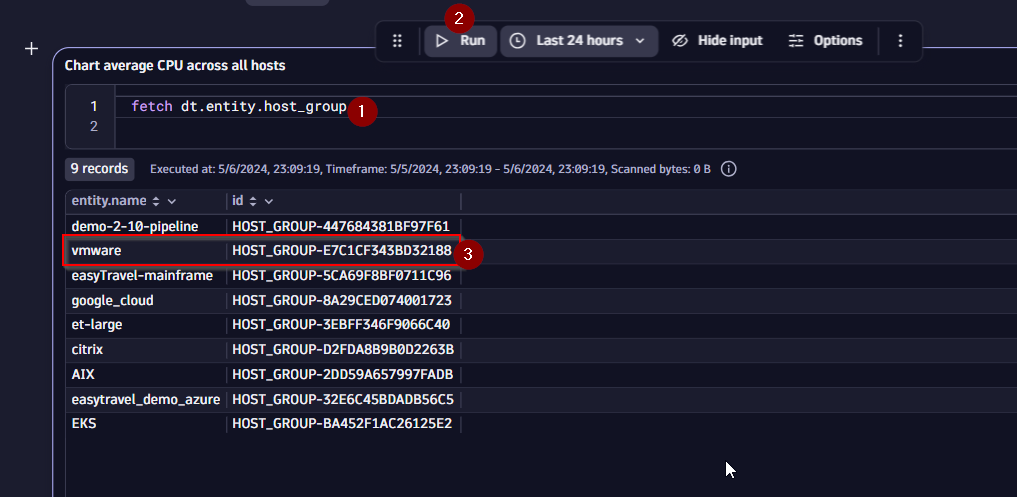 2
Run Last 24 hours Hide input Options
Chart average CPU across all hosts
1 fetch dt.entity.host_group 1
2
9 records Executed at: 5/6/2024, 23:09:19, Timeframe: 5/5/2024, 23:09:19 - 5/6/2024, 23:09:19, Scanned bytes: 0 B
entity.name id
demo-2-10-pipeline HOST_GROUP-447684381BF97F61
vmware HOST_GROUP-E7C1CF343BD32188 3
easyTravel-mainframe HOST_GROUP-5CA69F8BF0711C96
google_cloud HOST_GROUP-8A29CED074001723
et-large HOST_GROUP-3EBFF346F9066C40
citrix HOST_GROUP-D2FDA8B9B0D2263B
AIX HOST_GROUP-2DD59A657997FADB
easytravel_demo_azure HOST_GROUP-32E6C45BDADB56C5
EKS HOST_GROUP-BA452F1AC26125E2